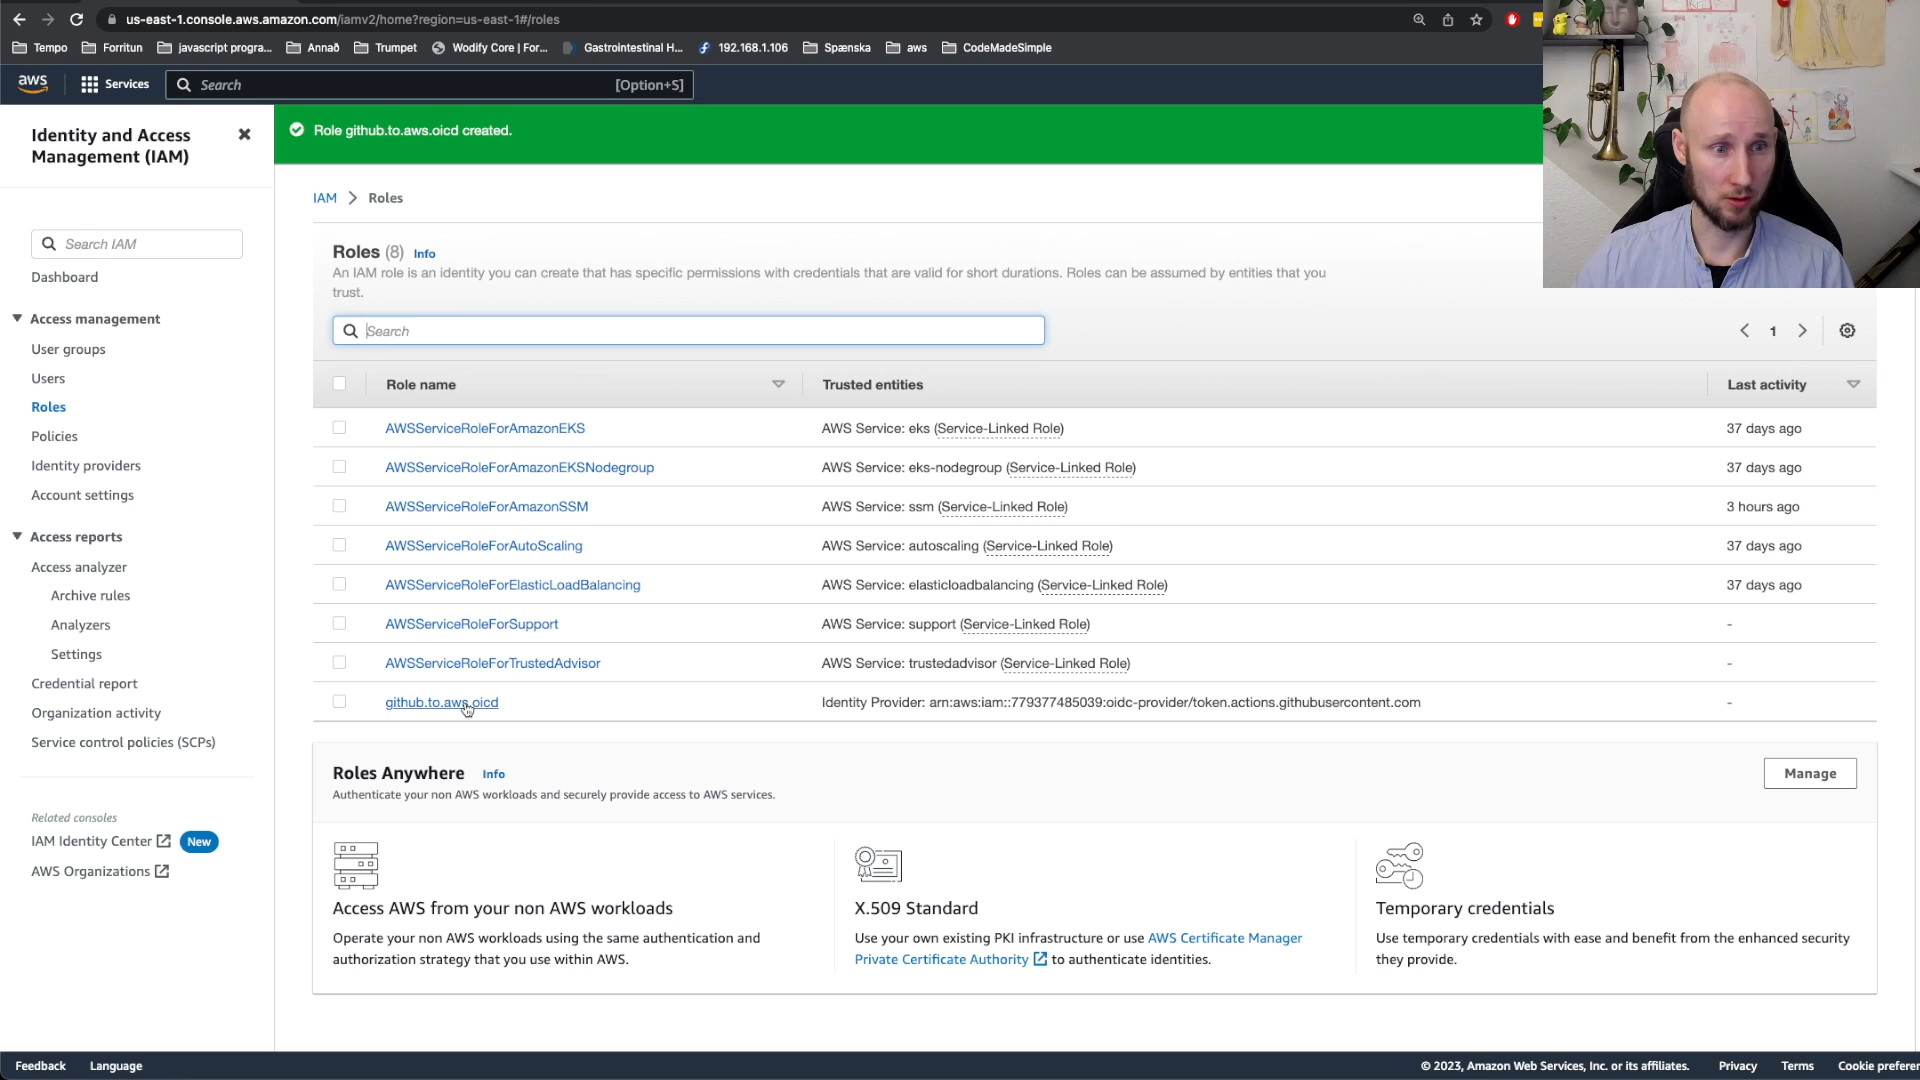 us-east-1.console.aws.amazon.com/iamv2/home?region=us-east-1#/roles
Tempo
Forritun
javascript progra...
Annað
Trumpet
Wodify Core | For...
Gastrointestinal H...
192.168.1.106
Spænska
aws
CodeMadeSimple
aws
Services
Search
[Option+S]
Identity and Access
Management (IAM)
Search IAM
Dashboard
Access management
User groups
Users
Roles
Policies
Identity providers
Account settings
Access reports
Access analyzer
Archive rules
Analyzers
Settings
Credential report
Organization activity
Service control policies (SCPs)
Related consoles
IAM Identity Center
New
AWS Organizations
Role github.to.aws.oicd created.
IAM > Roles
Roles (8) Info
An IAM role is an identity you can create that has specific permissions with credentials that are valid for short durations. Roles can be assumed by entities that you
trust.
Search
1
Role name Trusted entities Last activity
AWSServiceRoleForAmazonEKS AWS Service: eks (Service-Linked Role) 37 days ago
AWSServiceRoleForAmazonEKSNodegroup AWS Service: eks-nodegroup (Service-Linked Role) 37 days ago
AWSServiceRoleForAmazonSSM AWS Service: ssm (Service-Linked Role) 3 hours ago
AWSServiceRoleForAutoScaling AWS Service: autoscaling (Service-Linked Role) 37 days ago
AWSServiceRoleForElasticLoadBalancing AWS Service: elasticloadbalancing (Service-Linked Role) 37 days ago
AWSServiceRoleForSupport AWS Service: support (Service-Linked Role) -
AWSServiceRoleForTrustedAdvisor AWS Service: trustedadvisor (Service-Linked Role) -
github.to.aws.oicd Identity Provider: arn:aws:iam::779377485039:oidc-provider/token.actions.githubusercontent.com -
Roles Anywhere Info
Authenticate your non AWS workloads and securely provide access to AWS services.
Manage
Access AWS from your non AWS workloads
Operate your non AWS workloads using the same authentication and
authorization strategy that you use within AWS.
X.509 Standard
Use your own existing PKI infrastructure or use AWS Certificate Manager
Private Certificate Authority to authenticate identities.
Temporary credentials
Use temporary credentials with ease and benefit from the enhanced security
they provide.
Feedback
Language
© 2023, Amazon Web Services, Inc. or its affiliates.
Privacy
Terms
Cookie preferen